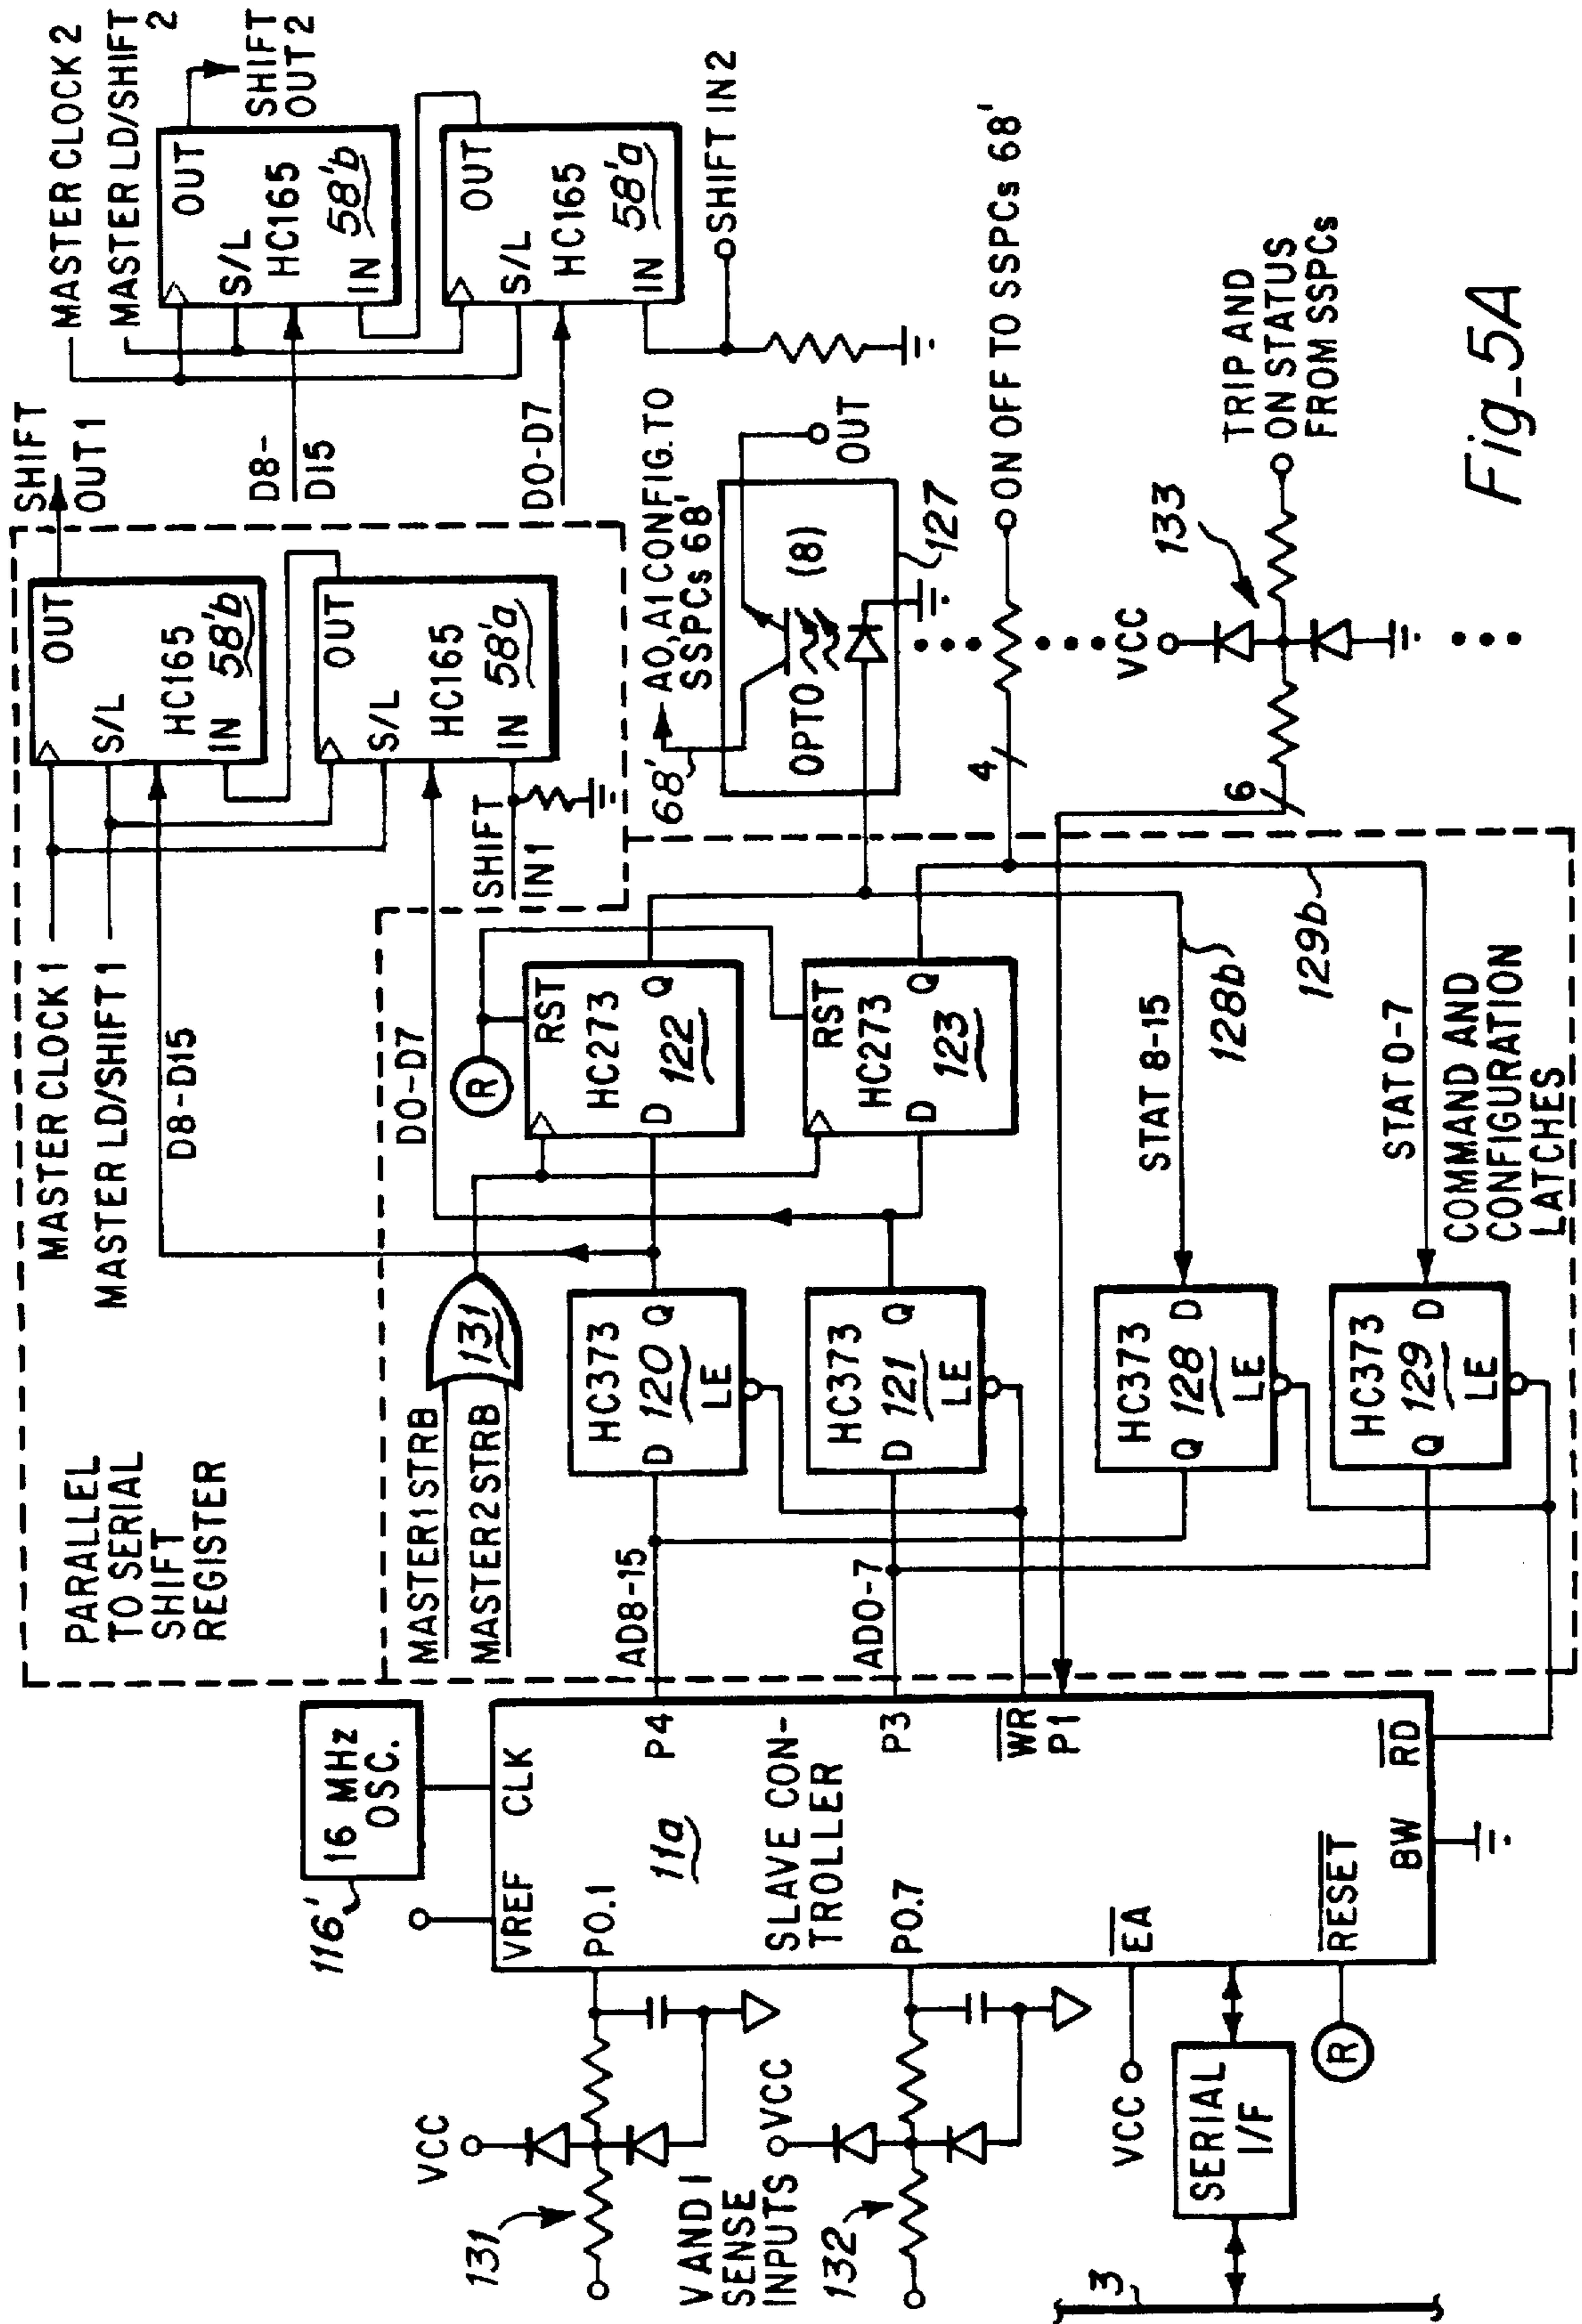 PARALLEL
TO SERIAL
SHIFT
REGISTER
MASTER CLOCK 1
MASTER LD/SHIFT 1
D8-D15
D0-D7
SHIFT
IN 1
OUT
S/L
HC165
58'b
IN
OUT
S/L
HC165
58'a
IN
SHIFT
OUT 1
MASTER CLOCK 2
MASTER LD/SHIFT
2
D8-
D15
D0-D7
OUT
S/L
HC165
58'b
IN
OUT
S/L
HC165
58'a
IN
SHIFT
OUT 2
SHIFT IN 2
116'
16 MHz
OSC.
MASTER1STRB
MASTER2STRB
131
R
RST
HC273
D 122 Q
RST
HC273
D 123 Q
HC373
D 120 Q
LE
HC373
D 121 Q
LE
HC373
Q 128 D
LE
HC373
Q 129 D
LE
AD8-15
AD0-7
STAT 8-15
128b
STAT 0-7
129b
COMMAND AND
CONFIGURATION
LATCHES
68'
A0, A1 CONFIG. TO
SSPCs 68'
OPTO
(8)
OUT
127
4
ON OFF TO SSPCs 68'
6
VCC
133
TRIP AND
ON STATUS
FROM SSPCs
VREF
CLK
P0.1
P4
11a
SLAVE CON-
TROLLER
P0.7
P3
WR
P1
EA
RESET
BW
RD
VCC
131
V AND I
SENSE
INPUTS
VCC
132
VCC
SERIAL
I/F
R
3
Fig_5A